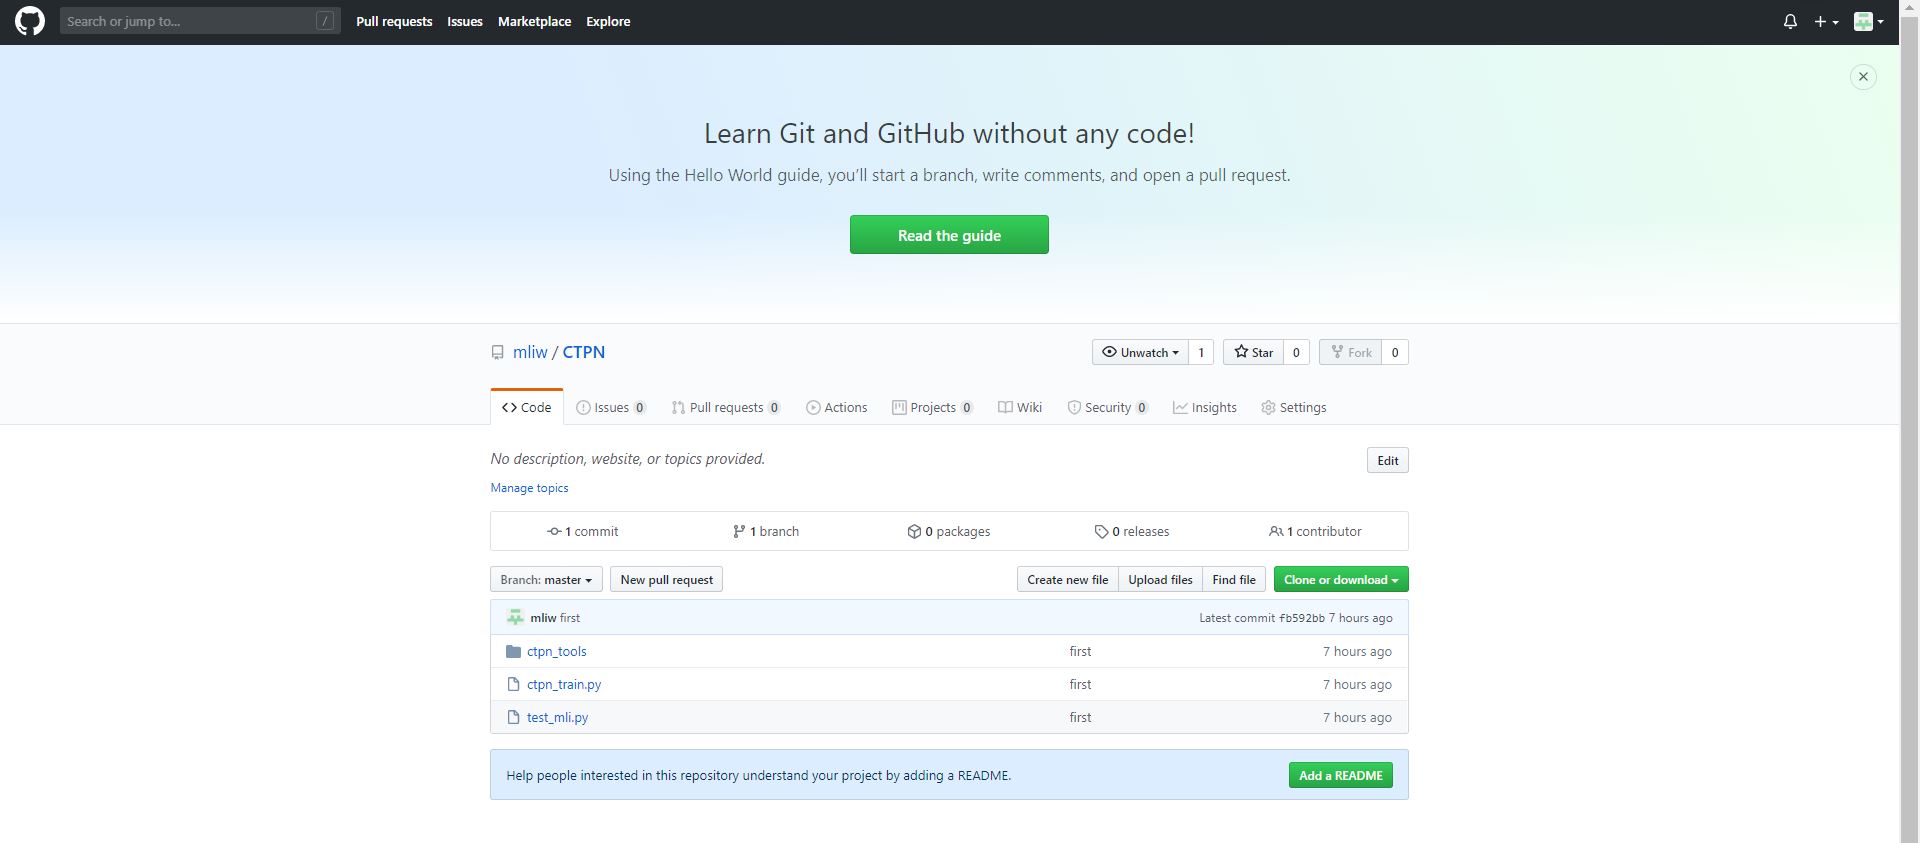 Search or jump to... /
Pull requests Issues Marketplace Explore
Learn Git and GitHub without any code!
Using the Hello World guide, you’ll start a branch, write comments, and open a pull request.
Read the guide
mliw / CTPN
Unwatch 1 Star 0 Fork 0
Code Issues 0 Pull requests 0 Actions Projects 0 Wiki Security 0 Insights Settings
No description, website, or topics provided.
Edit
Manage topics
1 commit 1 branch 0 packages 0 releases 1 contributor
Branch: master New pull request Create new file Upload files Find file Clone or download
mliw first Latest commit fb592bb 7 hours ago
ctpn_tools first 7 hours ago
ctpn_train.py first 7 hours ago
test_mli.py first 7 hours ago
Help people interested in this repository understand your project by adding a README. Add a README